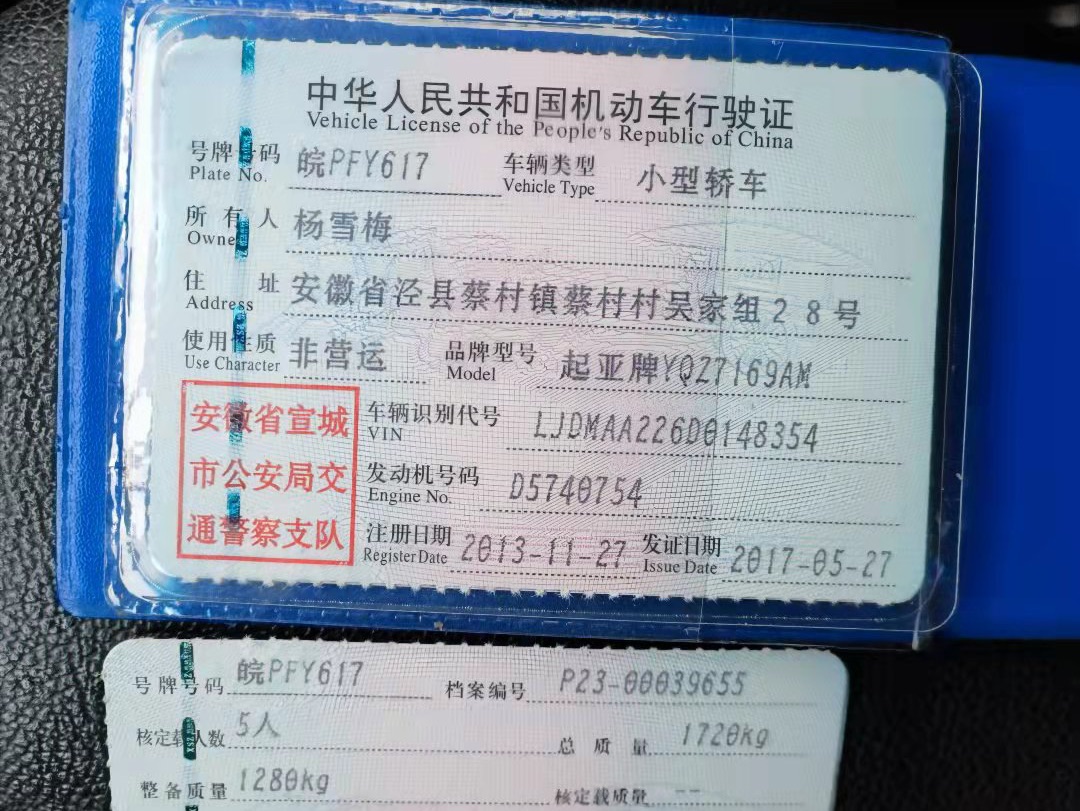 中华人民共和国机动车行驶证
Vehicle License of the People's Republic of China
号牌号码 皖PFY617 车辆类型 小型轿车
Plate No. Vehicle Type
所有人 杨雪梅
Owner
住址 安徽省泾县蔡村镇蔡村村吴家组28号
Address
使用性质 非营运 品牌型号 起亚牌YQZ7169AM
Use Character Model
安徽省宣城
市公安局交
通警察支队
车辆识别代号 LJDMAA226D0148354
VIN
发动机号码 D5740754
Engine No.
注册日期 2013-11-27 发证日期 2017-05-27
Register Date Issue Date
号牌号码 皖PFY617 档案编号 P23-00039655
核定载人数 5人 总质量 1720kg
整备质量 1280kg 核定载质量 --